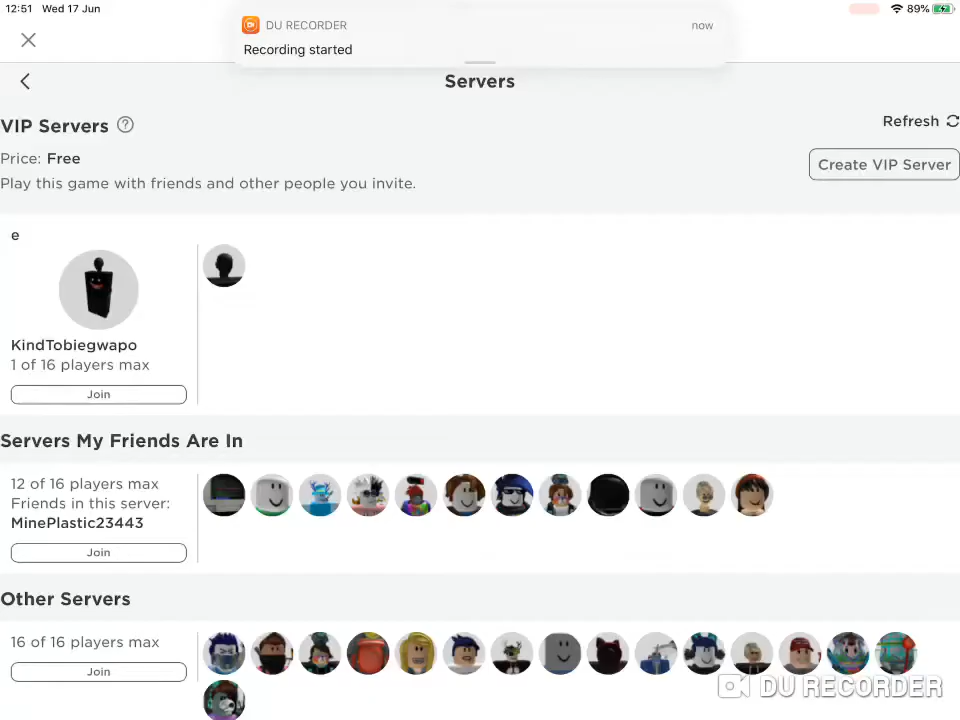 12:51 Wed 17 Jun
89%
DU RECORDER
now
Recording started
Servers
VIP Servers
Refresh
Price: Free
Create VIP Server
Play this game with friends and other people you invite.
e
KindTobiegwapo
1 of 16 players max
Join
Servers My Friends Are In
12 of 16 players max
Friends in this server:
MinePlastic23443
Join
Other Servers
16 of 16 players max
Join
DU RECORDER